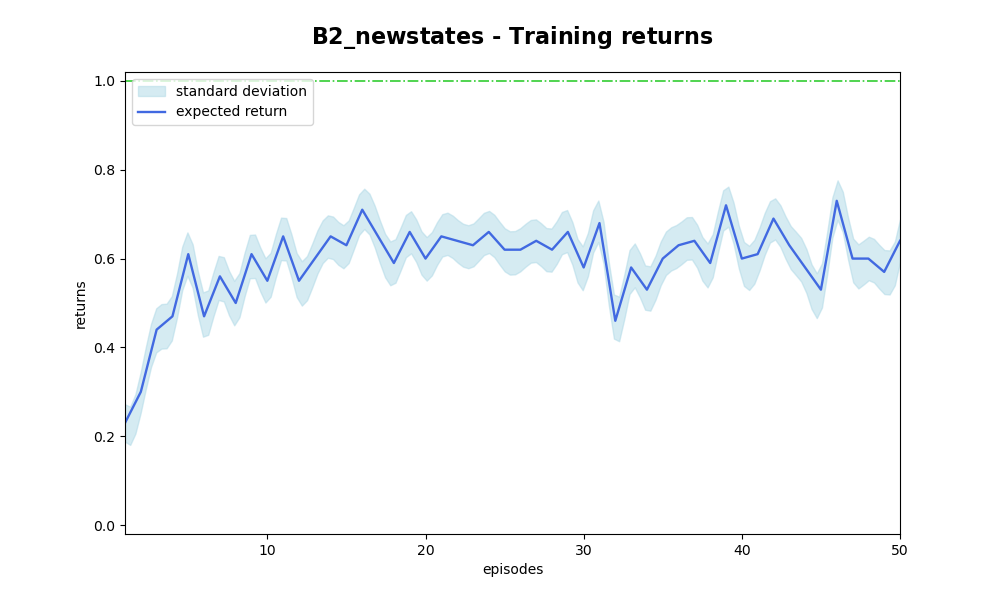 B2_newstates - Training returns
1.0
0.8
0.6
0.4
0.2
0.0
returns
standard deviation
expected return
10
20
30
40
50
episodes